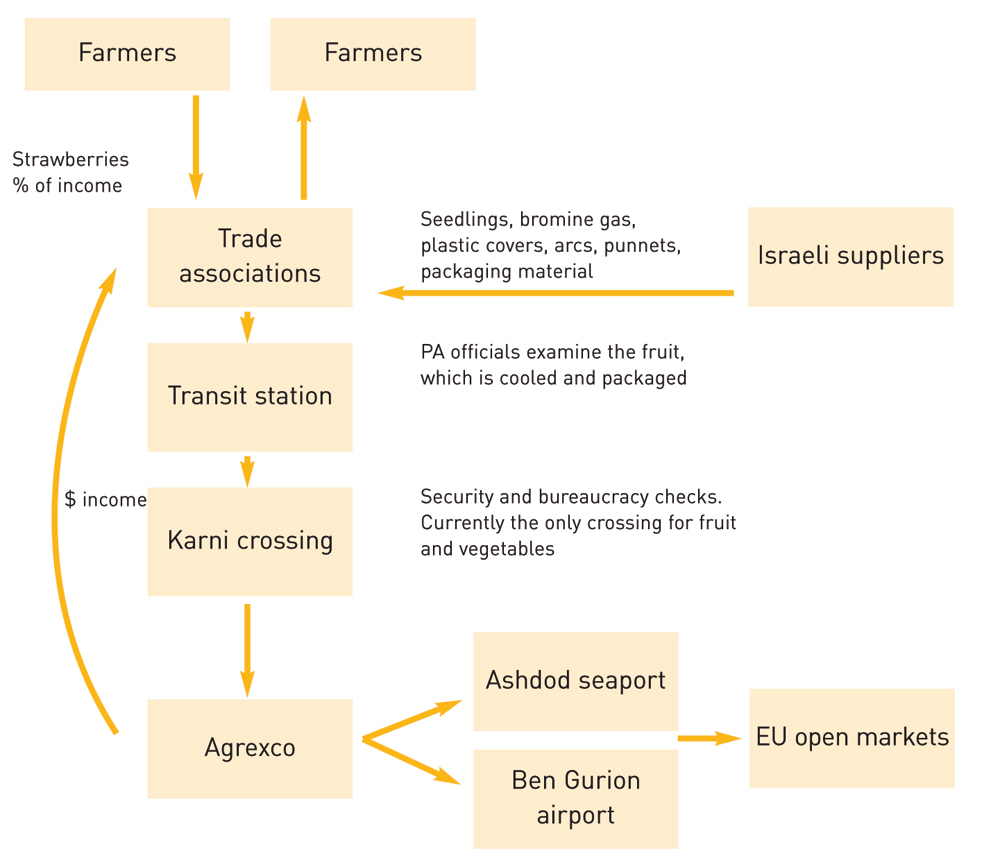 Farmers
Farmers
Strawberries
% of income
Trade
associations
Seedlings, bromine gas,
plastic covers, arcs, punnets,
packaging material
Israeli suppliers
PA officials examine the fruit,
which is cooled and packaged
Transit station
$ income
Security and bureaucracy checks.
Currently the only crossing for fruit
and vegetables
Karni crossing
Agrexco
Ashdod seaport
Ben Gurion
airport
EU open markets